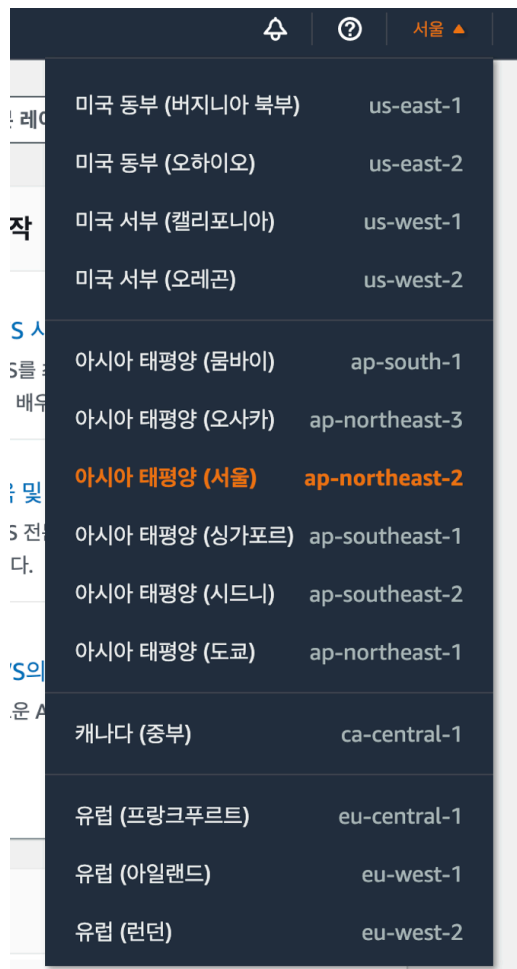 서울
미국 동부 (버지니아 북부) us-east-1
미국 동부 (오하이오) us-east-2
미국 서부 (캘리포니아) us-west-1
미국 서부 (오레곤) us-west-2
아시아 태평양 (뭄바이) ap-south-1
아시아 태평양 (오사카) ap-northeast-3
아시아 태평양 (서울) ap-northeast-2
아시아 태평양 (싱가포르) ap-southeast-1
아시아 태평양 (시드니) ap-southeast-2
아시아 태평양 (도쿄) ap-northeast-1
캐나다 (중부) ca-central-1
유럽 (프랑크푸르트) eu-central-1
유럽 (아일랜드) eu-west-1
유럽 (런던) eu-west-2
작
및
다.